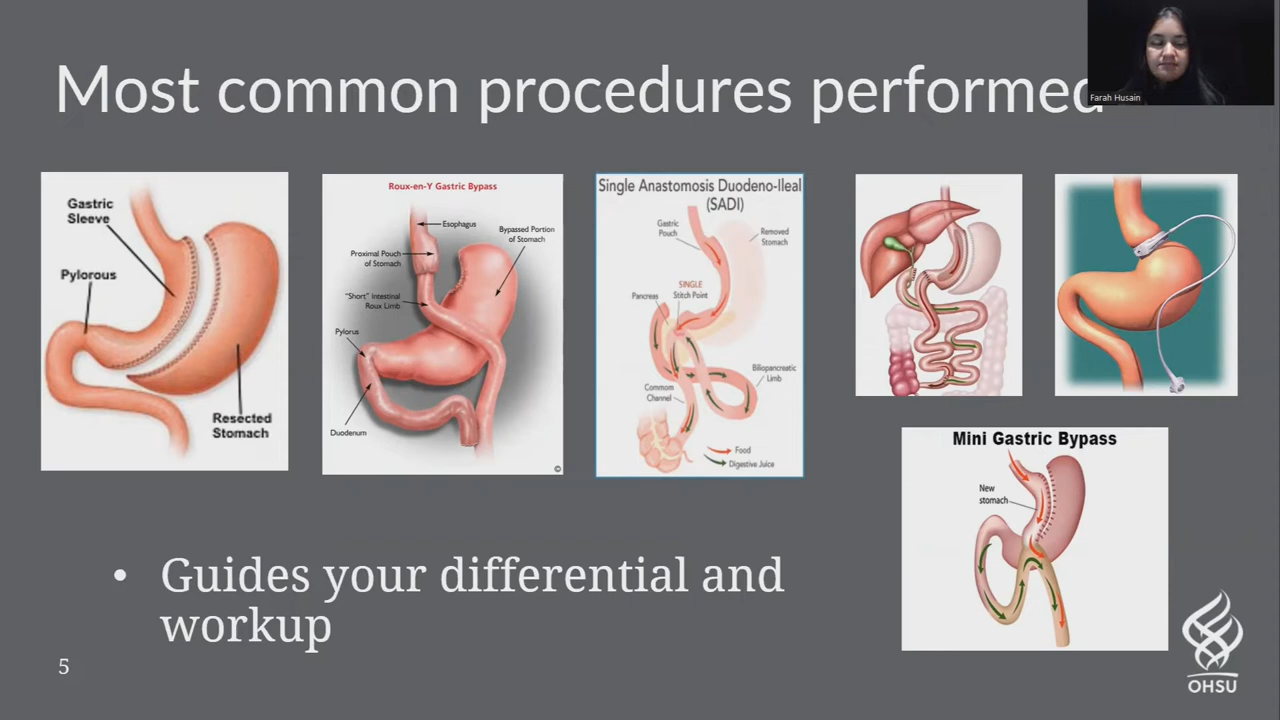 Most common procedures performed
Farah Husain
Gastric
Sleeve
Pylorous
Resected
Stomach
Roux-en-Y Gastric Bypass
Esophagus
Bypassed Portion
of Stomach
Proximal Pouch
of Stomach
"Short" Intestinal
Roux Limb
Pylorus
Duodenum
©
Single Anastomosis Duodeno-Ileal
(SADI)
Gastric
Pouch
Removed
Stomach
SINGLE
Stitch Point
Pancreas
Biliopancreatic
Limb
Common
Channel
Food
Digestive Juice
Mini Gastric Bypass
New
stomach
• Guides your differential and
workup
5
OHSU